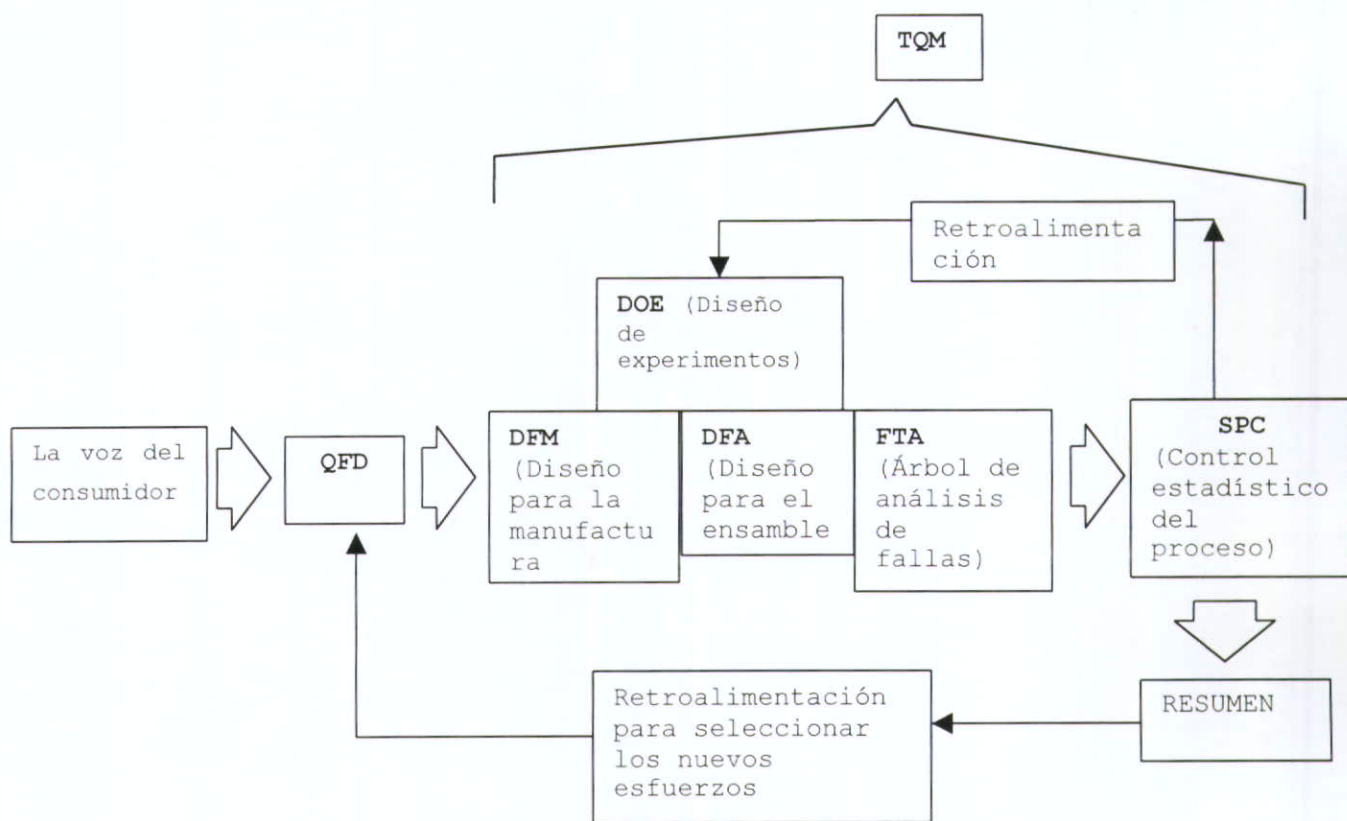 TQM
Retroalimenta
ción
DOE (Diseño
de
experimentos)
La voz del
consumidor
QFD
DFM
(Diseño
para la
manufactu
ra
DFA
(Diseño
para el
ensamble
FTA
(Árbol de
análisis
de
fallas)
SPC
(Control
estadístico
del
proceso)
Retroalimentación
para seleccionar
los nuevos
esfuerzos
RESUMEN